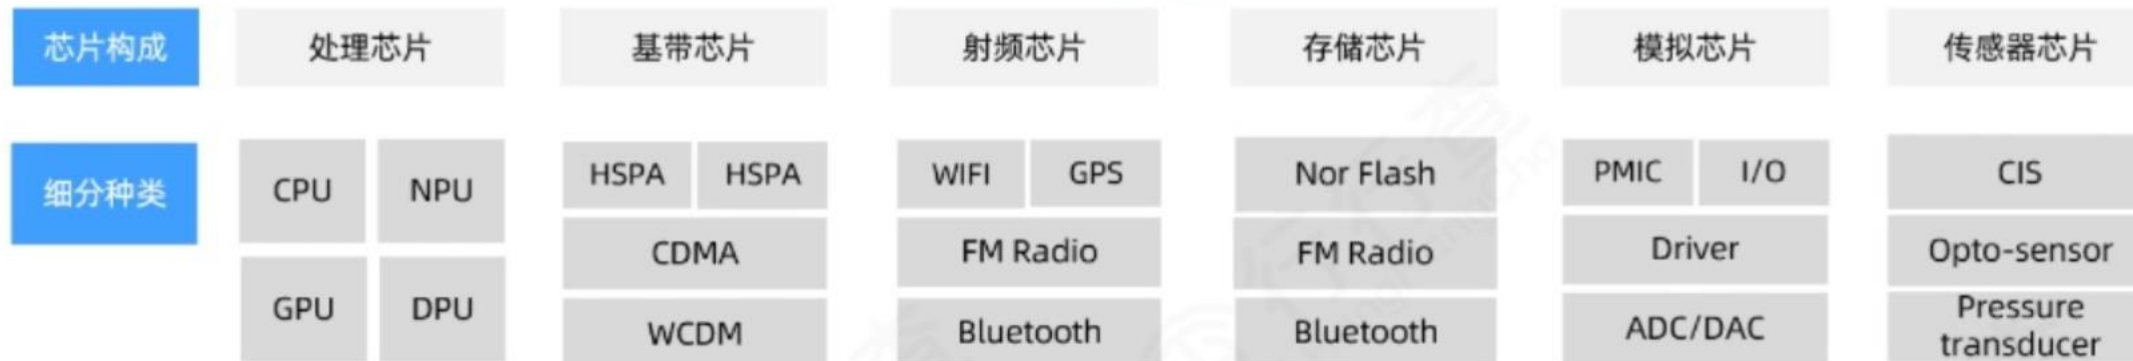 芯片构成 处理芯片 基带芯片 射频芯片 存储芯片 模拟芯片 传感器芯片
细分种类 CPU NPU HSPA HSPA WIFI GPS Nor Flash PMIC I/O CIS
CDMA FM Radio FM Radio Driver Opto-sensor
GPU DPU WCDM Bluetooth Bluetooth ADC/DAC Pressure
transducer